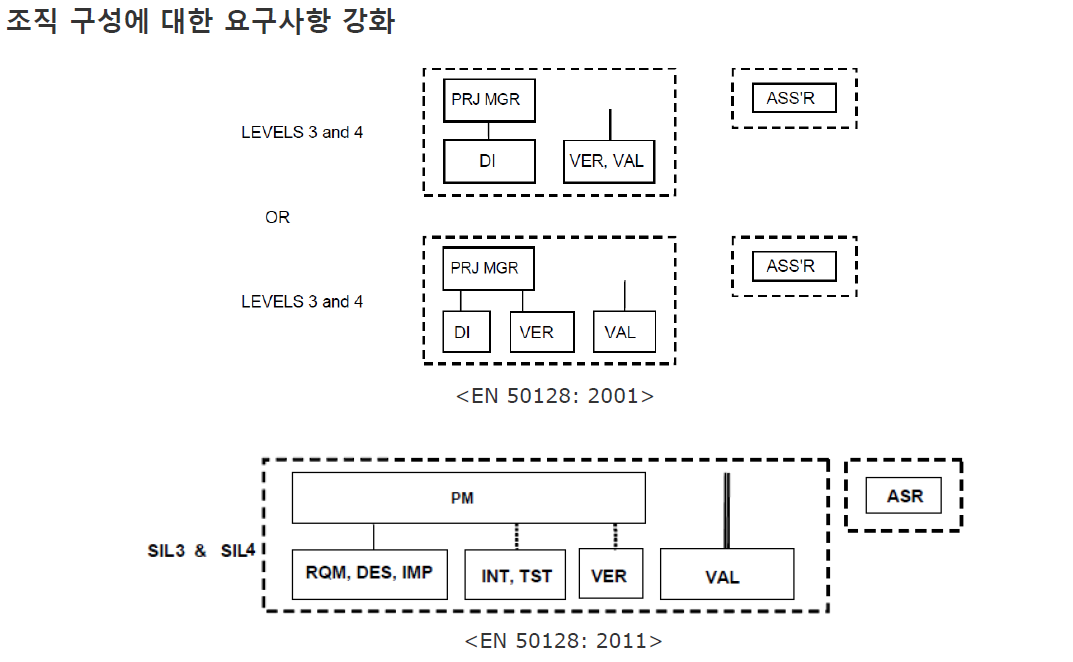 조직 구성에 대한 요구사항 강화
PRJ MGR
ASS'R
LEVELS 3 and 4
DI
VER, VAL
OR
PRJ MGR
ASS'R
LEVELS 3 and 4
DI
VER
VAL
<EN 50128: 2001>
PM
ASR
SIL3 & SIL4
RQM, DES, IMP
INT, TST
VER
VAL
<EN 50128: 2011>